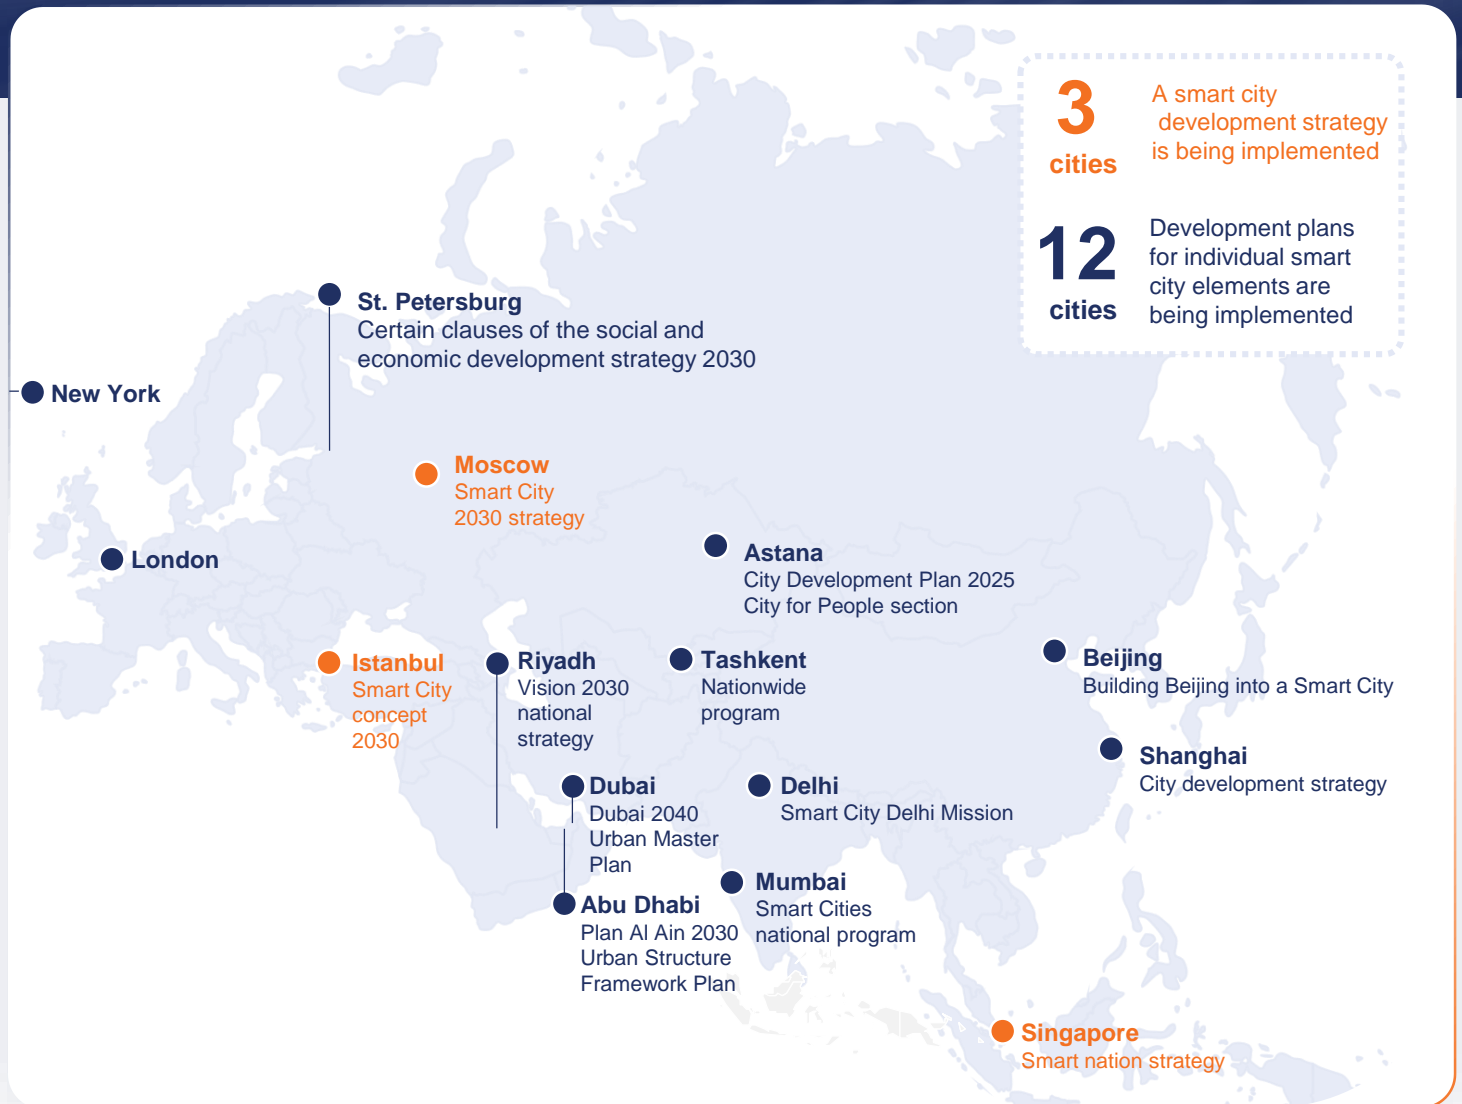 3
cities
A smart city
development strategy
is being implemented
12
cities
Development plans
for individual smart
city elements are
being implemented
St. Petersburg
Certain clauses of the social and
economic development strategy 2030
New York
Moscow
Smart City
2030 strategy
London
Astana
City Development Plan 2025
City for People section
Istanbul
Smart City
concept
2030
Riyadh
Vision 2030
national
strategy
Tashkent
Nationwide
program
Beijing
Building Beijing into a Smart City
Shanghai
City development strategy
Dubai
Dubai 2040
Urban Master
Plan
Delhi
Smart City Delhi Mission
Mumbai
Smart Cities
national program
Abu Dhabi
Plan Al Ain 2030
Urban Structure
Framework Plan
Singapore
Smart nation strategy